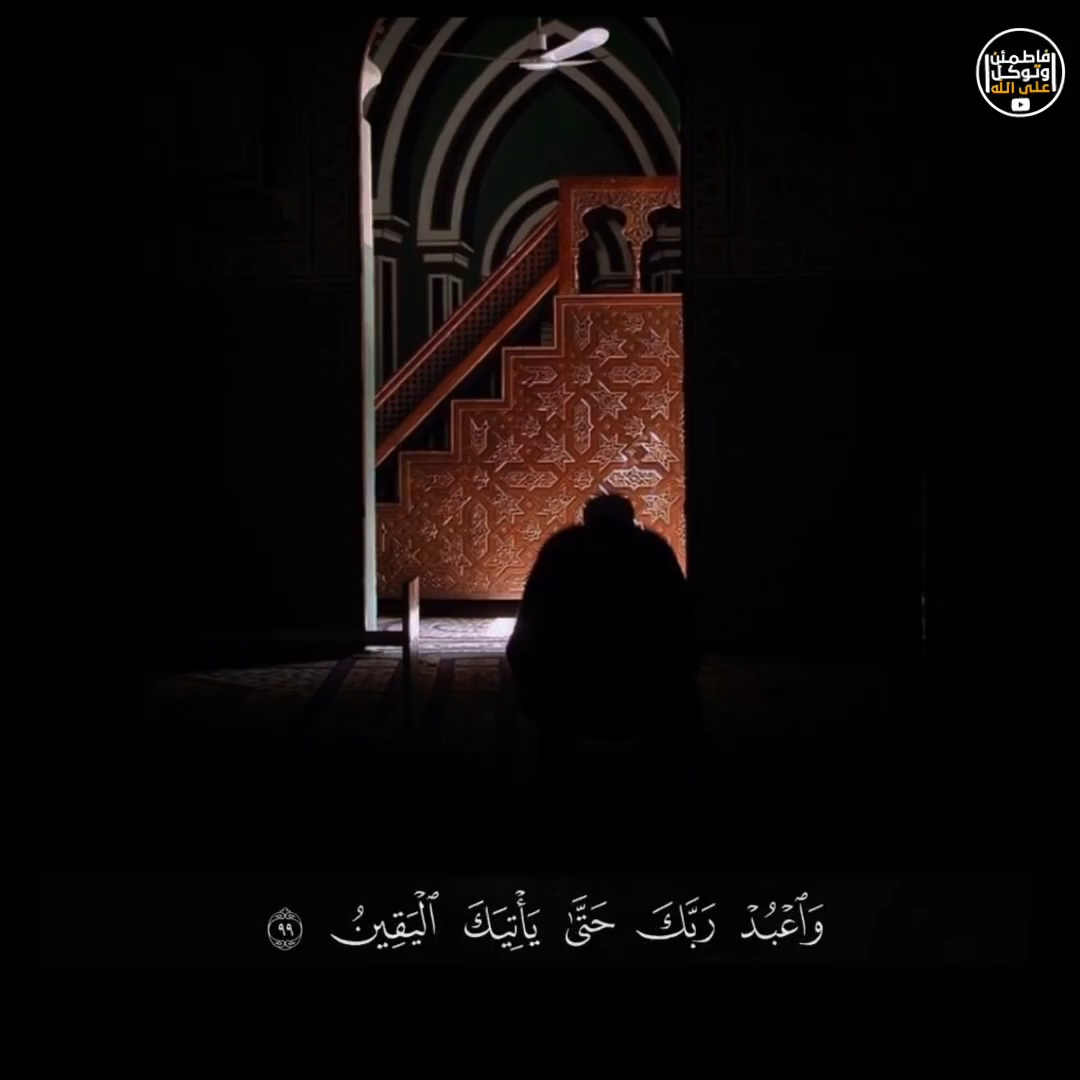 فاطمئن
وتوكل
على الله
وَٱعۡبُدۡ رَبَّكَ حَتَّىٰ يَأۡتِيَكَ ٱلۡيَقِينُ ٩٩